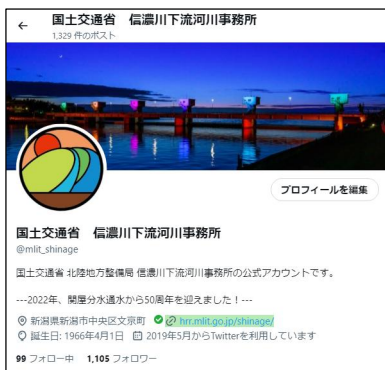 国土交通省　信濃川下流河川事務所
1,329 件のポスト
プロフィールを編集
国土交通省　信濃川下流河川事務所
@mlit_shinage
国土交通省 北陸地方整備局 信濃川下流河川事務所の公式アカウントです。
---2022年、関屋分水通水から50周年を迎えました！---
新潟県新潟市中央区文京町 hrr.mlit.go.jp/shinage/
誕生日: 1966年4月1日 2019年5月からTwitterを利用しています
99 フォロー中 1,105 フォロワー